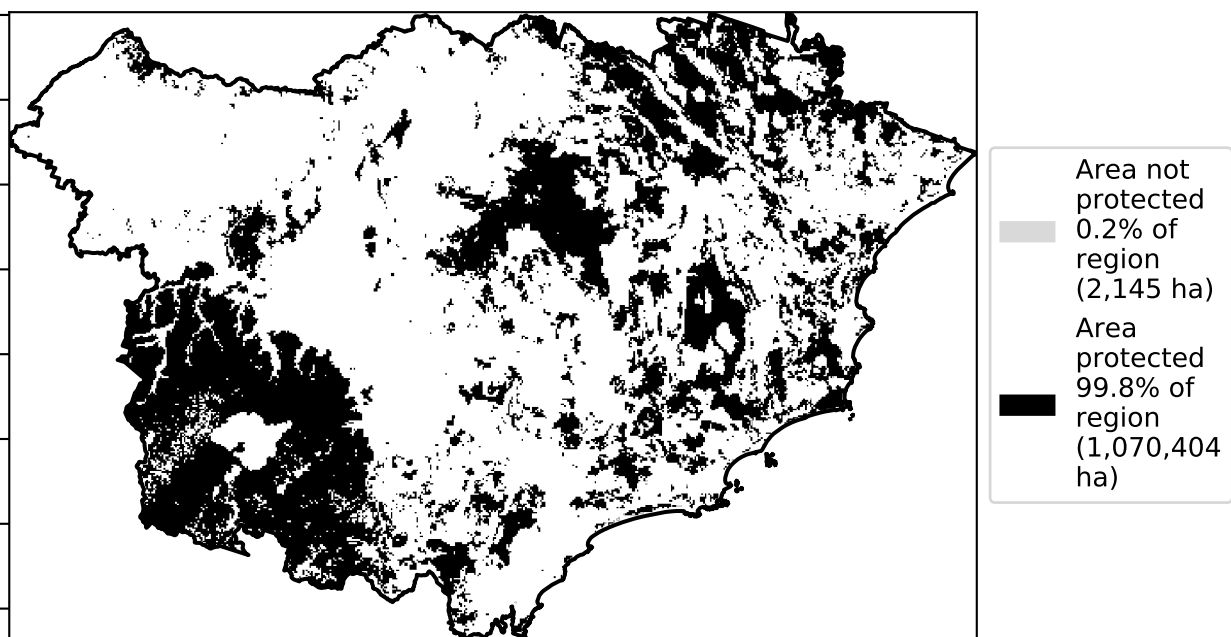 Area not
protected
0.2% of
region
(2,145 ha)
Area
protected
99.8% of
region
(1,070,404
ha)